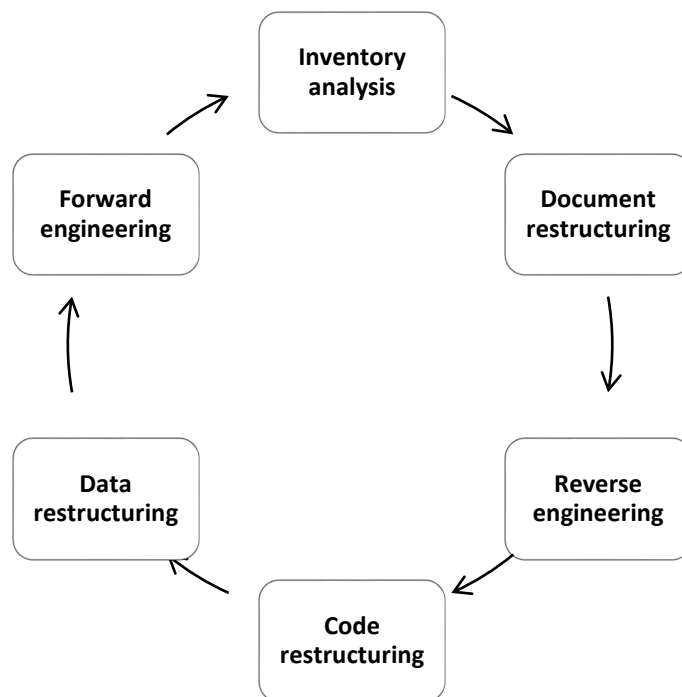 Inventory
analysis
Document
restructuring
Reverse
engineering
Code
restructuring
Data
restructuring
Forward
engineering